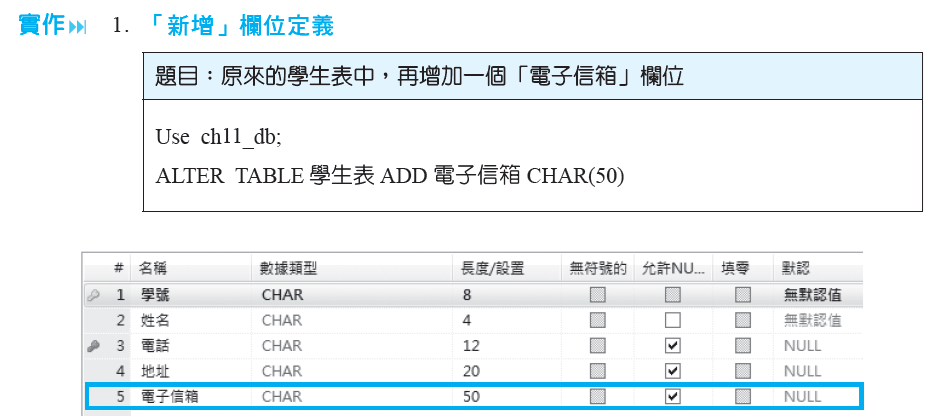 實作 1. 「新增」欄位定義
題目：原來的學生表中，再增加一個「電子信箱」欄位
Use ch11_db;
ALTER TABLE 學生表 ADD 電子信箱 CHAR(50)
# 名稱 數據類型 長度/設置 無符號的 允許NU... 填零 默認
1 學號 CHAR 8 無默認值
2 姓名 CHAR 4 無默認值
3 電話 CHAR 12 NULL
4 地址 CHAR 20 NULL
5 電子信箱 CHAR 50 NULL